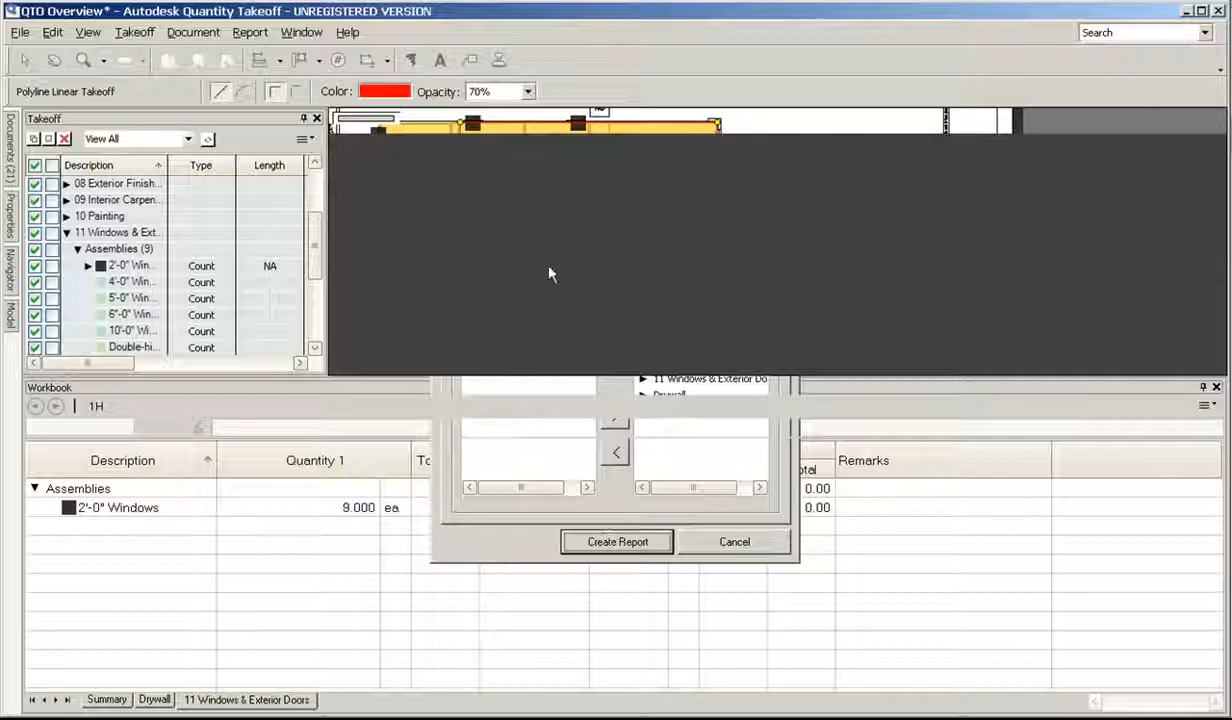 QTO Overview* - Autodesk Quantity Takeoff - UNREGISTERED VERSION
File Edit View Takeoff Document Report Window Help
Search
Polyline Linear Takeoff
Color:
Opacity: 70%
Takeoff
View All
Description Type Length
08 Exterior Finish...
09 Interior Carpen...
10 Painting
11 Windows & Ext...
Assemblies (9)
2'-0" Win... Count NA
4'-0" Win... Count
5'-0" Win... Count
6"-0" Win... Count
10'-0" Wi... Count
Double-hi... Count
Documents (21)
Properties
Navigator
Model
11 Windows & Exterior Do
Drywall
Workbook
1H
Description Quantity 1 To otal Remarks
Assemblies 0.00
2'-0" Windows 9.000 ea 0.00
Create Report Cancel
Summary Drywall 11 Windows & Exterior Doors